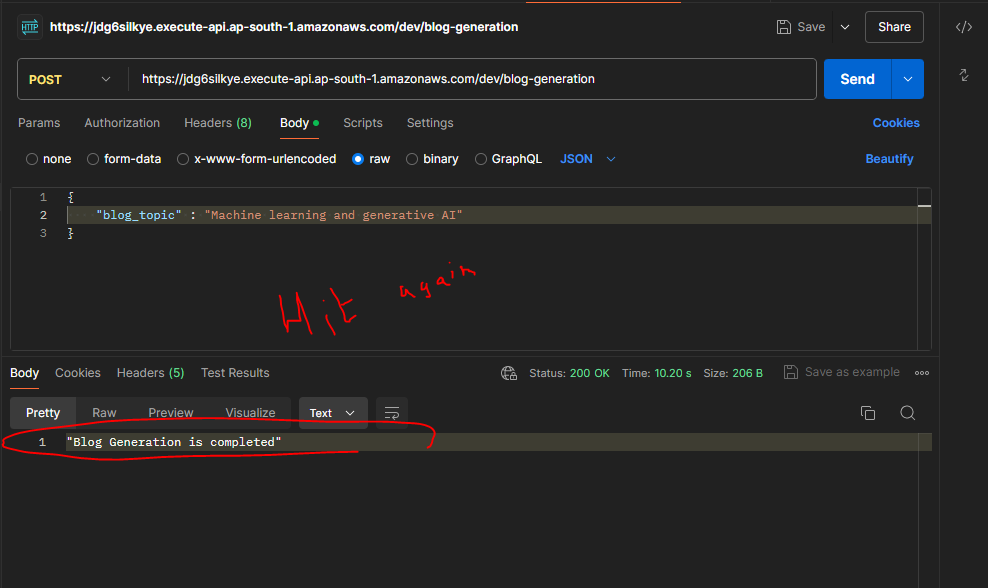 HTTP https://jdg6silkye.execute-api.ap-south-1.amazonaws.com/dev/blog-generation Save Share
POST https://jdg6silkye.execute-api.ap-south-1.amazonaws.com/dev/blog-generation Send
Params Authorization Headers (8) Body Scripts Settings Cookies
none form-data x-www-form-urlencoded raw binary GraphQL JSON Beautify
1 {
2 "blog_topic" : "Machine learning and generative AI"
3 }
Hit again
Body Cookies Headers (5) Test Results Status: 200 OK Time: 10.20 s Size: 206 B Save as example
Pretty Raw Preview Visualize Text
1 "Blog Generation is completed"